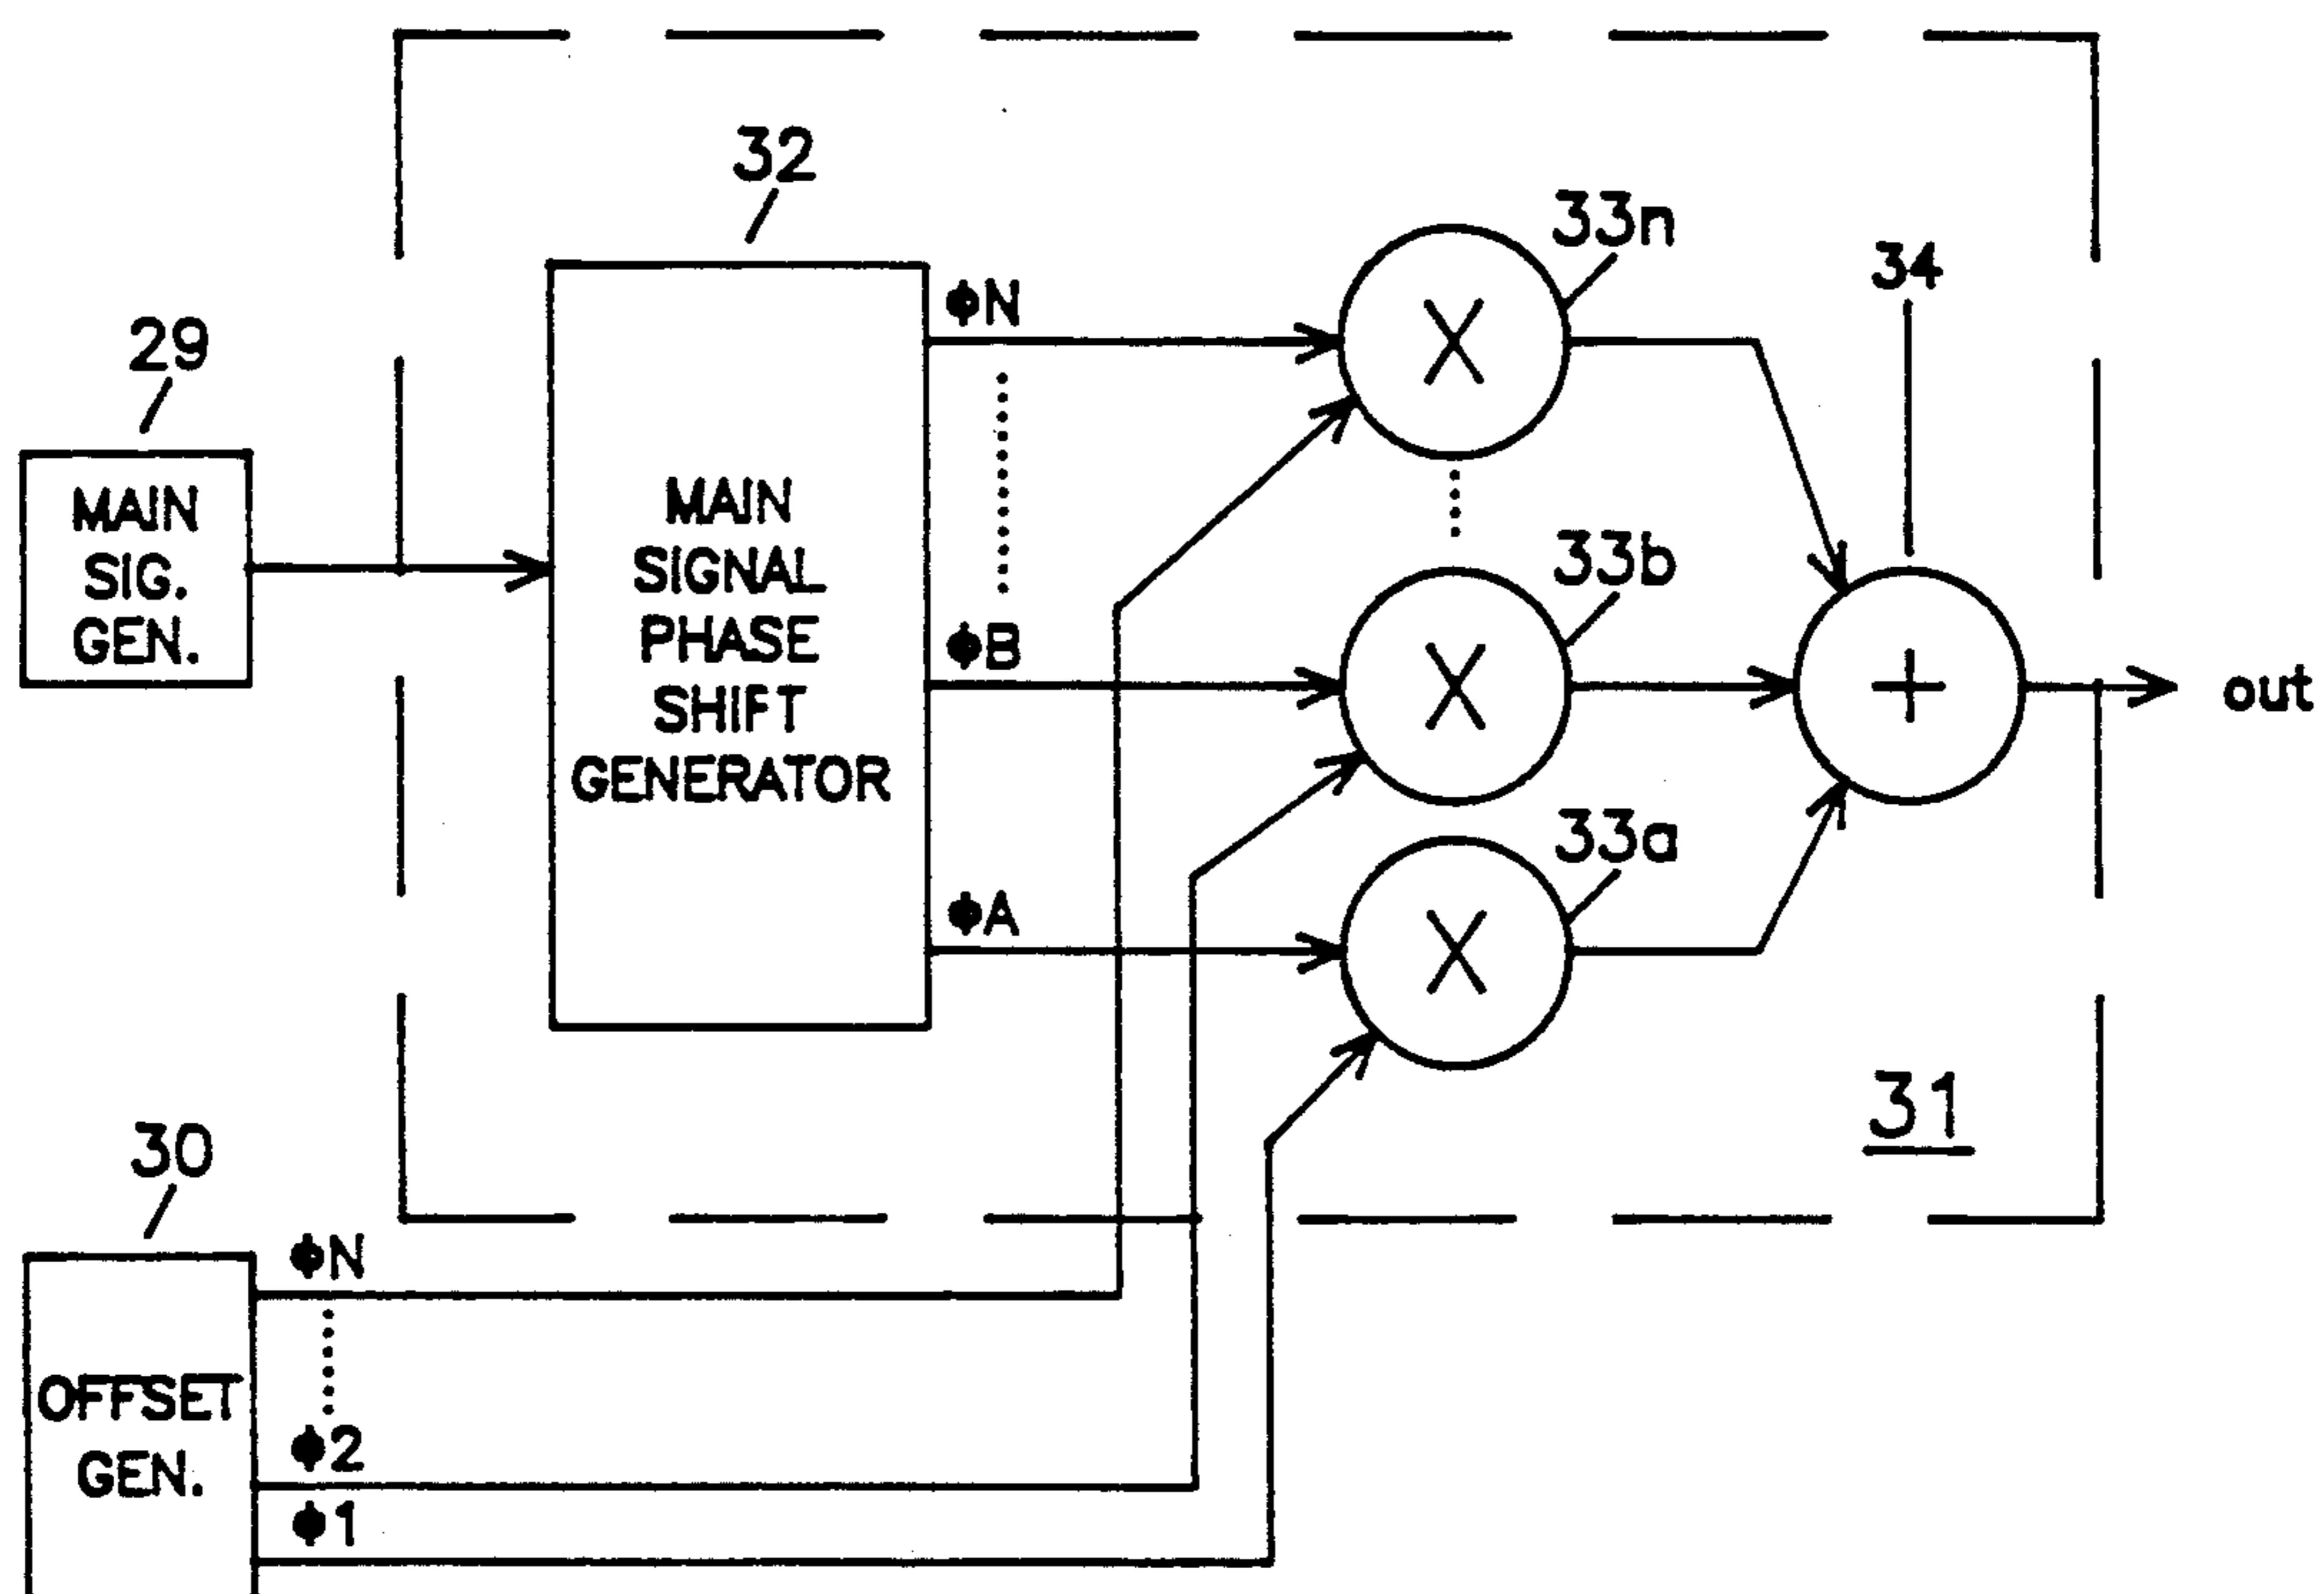 32
33n
34
ΦN
29
MAIN
SIG.
GEN.
MAIN
SIGNAL
PHASE
SHIFT
GENERATOR
X
33b
ΦB
X
+
out
33a
ΦA
X
31
30
ΦN
OFFSET
GEN.
Φ2
Φ1